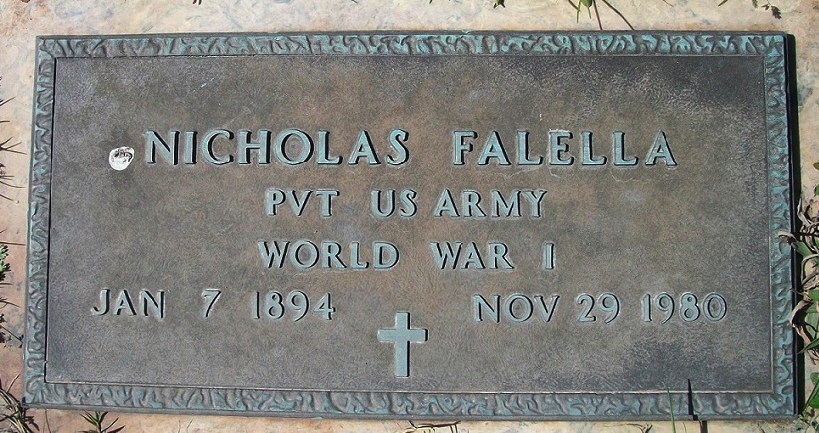 NICHOLAS FALELLA
PVT US ARMY
WORLD WAR I
JAN 7 1894 NOV 29 1980